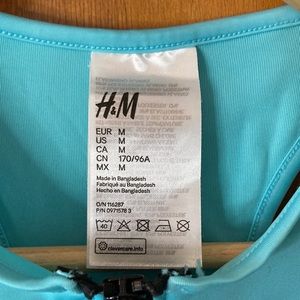 H&M
EUR M
US M
CA M
CN 170/96A
MX M
Made in Bangladesh
Fabriqué au Bangladesh
Hecho en Bangladesh
O/N 116287
P/N 0971578 3
40
clevercare.info